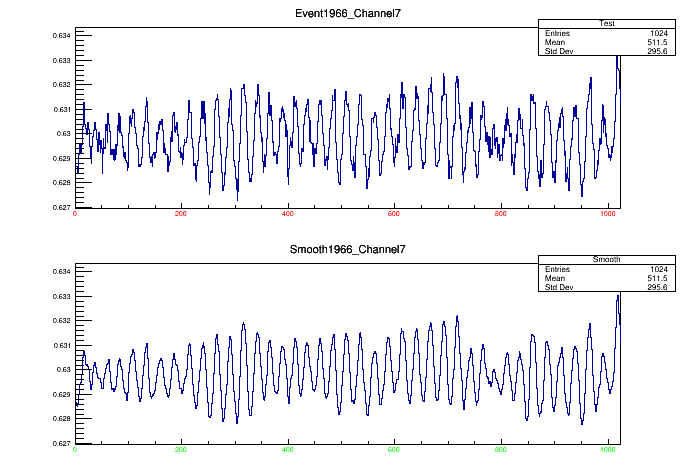 Event1966_Channel7
Test
Entries 1024
Mean 511.5
Std Dev 295.6
0.634
0.633
0.632
0.631
0.63
0.629
0.628
0.627
0 200 400 600 800 1000
Smooth1966_Channel7
Smooth
Entries 1024
Mean 511.5
Std Dev 295.6
0.634
0.633
0.632
0.631
0.63
0.629
0.628
0.627
0 200 400 600 800 1000